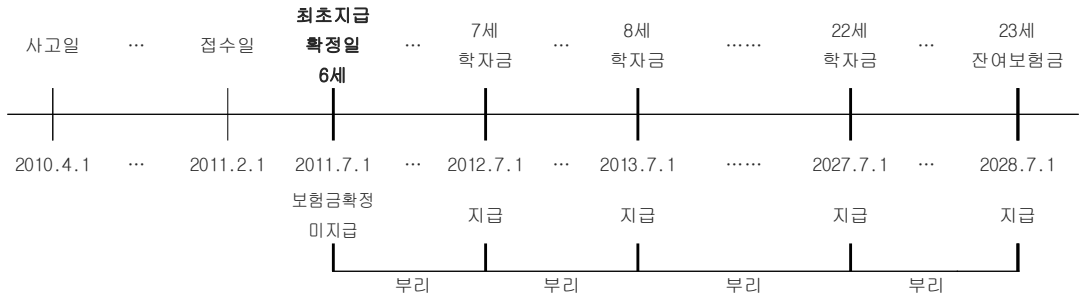 최초지급
사고일 … 접수일 확정일 … 7세 … 8세 …… 22세 … 23세
6세 학자금 학자금 학자금 잔여보험금
2010.4.1 … 2011.2.1 2011.7.1 … 2012.7.1 … 2013.7.1 …… 2027.7.1 … 2028.7.1
보험금확정
미지급 지급 지급 지급 지급
부리 부리 부리 부리